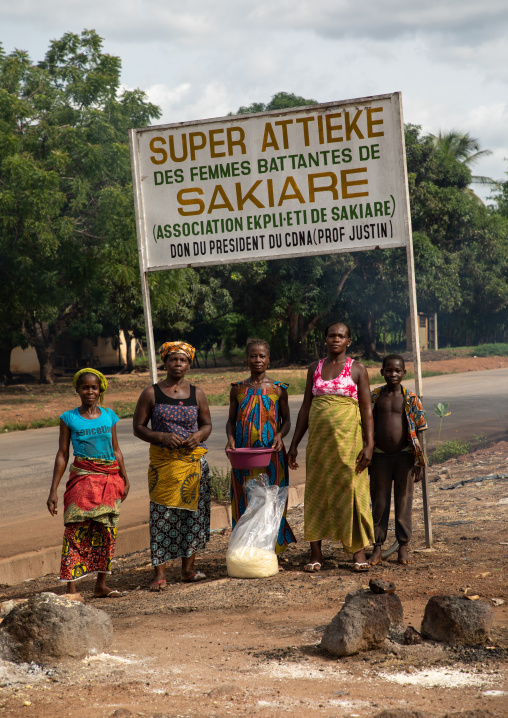 SUPER ATTIEKE
DES FEMMES BATTANTES DE
SAKIARE
(ASSOCIATION EKPLI-ETI DE SAKIARE)
DON DU PRESIDENT DU CDNA (PROF JUSTIN)